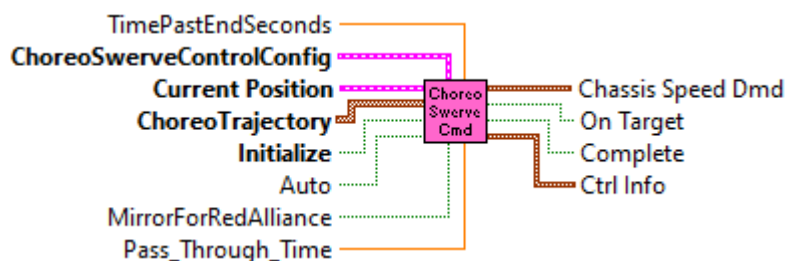 TimePastEndSeconds
ChoreoSwerveControlConfig
Current Position
ChoreoTrajectory
Initialize
Auto
MirrorForRedAlliance
Pass_Through_Time
Choreo
Swerve
Cmd
Chassis Speed Dmd
On Target
Complete
Ctrl Info